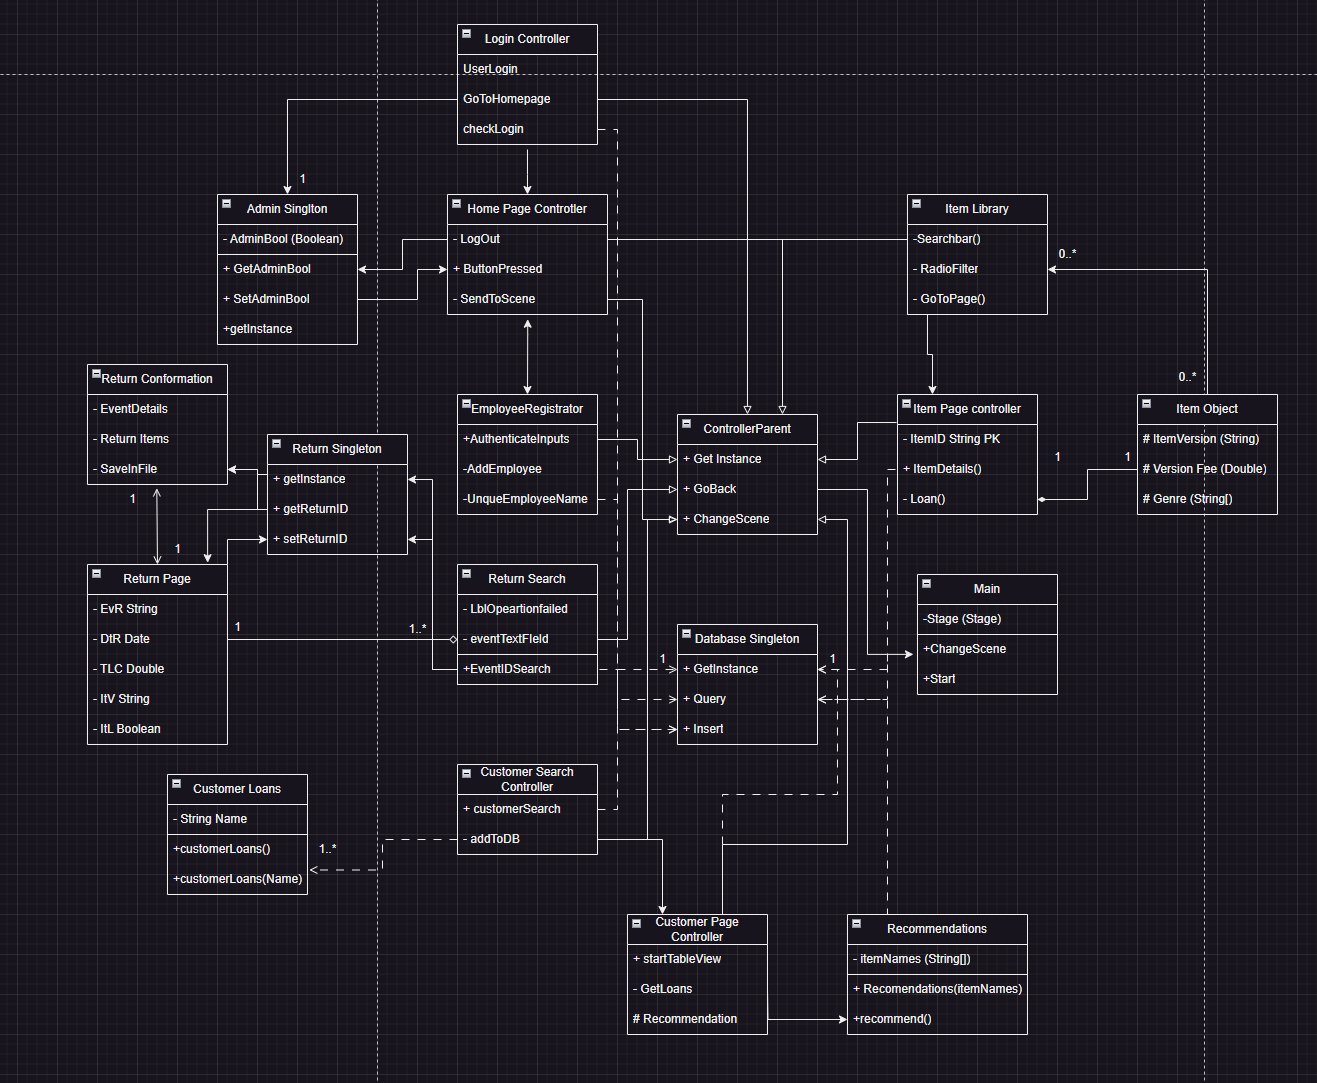 Login Controller
UserLogin
GoToHomepage
checkLogin
1
Admin Singlton
- AdminBool (Boolean)
+ GetAdminBool
+ SetAdminBool
+getInstance
Home Page Controtler
- LogOut
+ ButtonPressed
- SendToScene
Item Library
-Searchbar()
- RadioFilter
- GoToPage()
0..*
0..*
Return Conformation
- EventDetails
- Return Items
- SaveInFile
Return Singleton
+ getInstance
+ getReturnID
+ setReturnID
EmployeeRegistrator
+AuthenticateInputs
-AddEmployee
-UnqueEmployeeName
ControllerParent
+ Get Instance
+ GoBack
+ ChangeScene
Item Page controller
- ItemID String PK
+ ItemDetails()
- Loan()
1
1
Item Object
# ItemVersion (String)
# Version Fee (Double)
# Genre (String[)
1
1
Return Page
- EvR String
- DtR Date
- TLC Double
- ItV String
- ItL Boolean
1
1..*
Return Search
- LblOpeartionfailed
- eventTextField
+EventIDSearch
1
Database Singleton
+ GetInstance
+ Query
+ Insert
1
Main
-Stage (Stage)
+ChangeScene
+Start
Customer Loans
- String Name
+customerLoans()
+customerLoans(Name)
1..*
Customer Search
Controller
+ customerSearch
- addToDB
Customer Page
Controller
+ startTableView
- GetLoans
# Recommendation
Recommendations
- itemNames (String[])
+ Recomendations(itemNames)
+recommend()